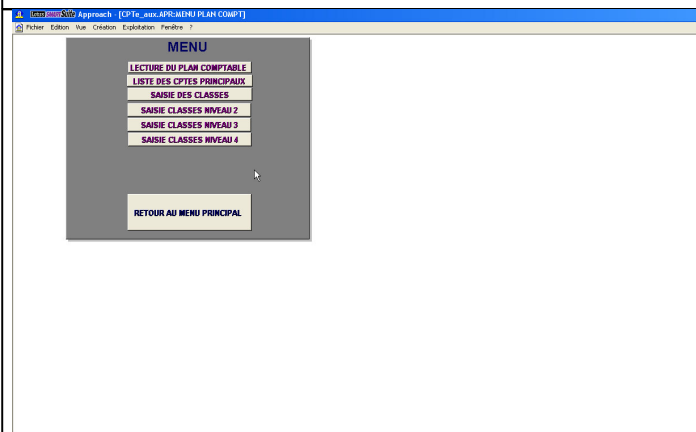 Lotus SMARTSuite Approach - [CPTe_aux.APR:MENU PLAN COMPT]
Fichier Edition Vue Création Exploitation Fenêtre ?
MENU
LECTURE DU PLAN COMPTABLE
LISTE DES CPTES PRINCIPAUX
SAISIE DES CLASSES
SAISIE CLASSES NIVEAU 2
SAISIE CLASSES NIVEAU 3
SAISIE CLASSES NIVEAU 4
RETOUR AU MENU PRINCIPAL